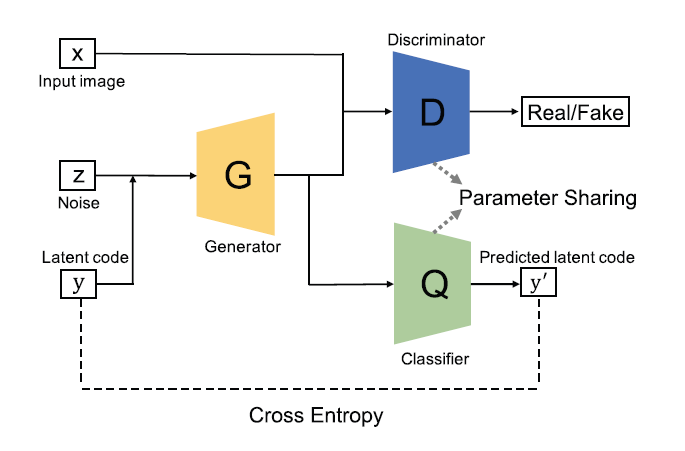 Discriminator
x
Input image
D
Real/Fake
G
z
Noise
Parameter Sharing
Generator
Latent code
y
Predicted latent code
Q
y′
Classifier
Cross Entropy